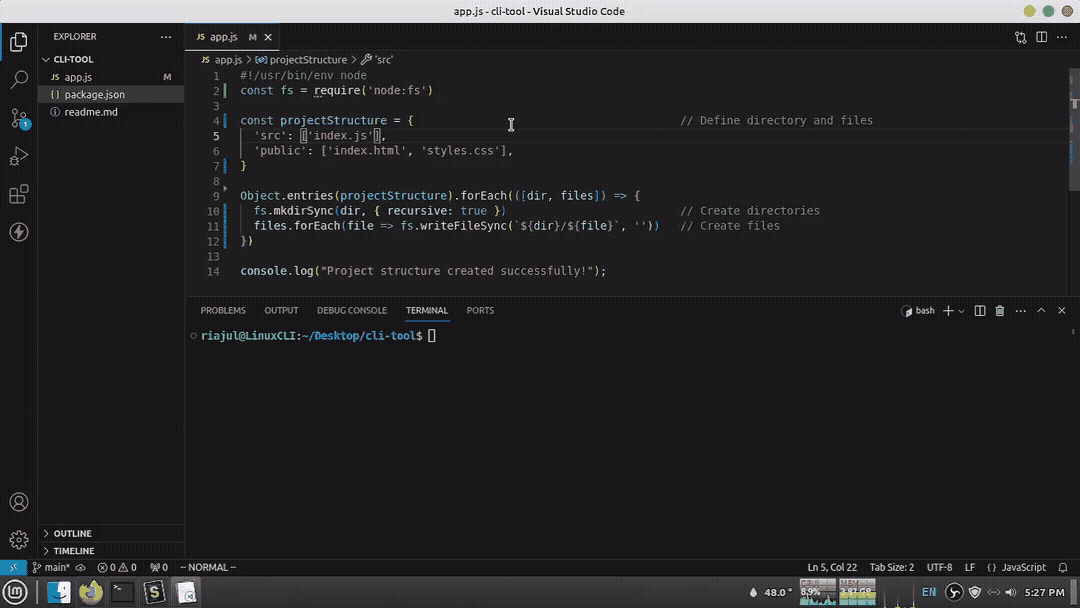 app.js - cli-tool - Visual Studio Code
EXPLORER
CLI-TOOL
JS app.js M
{} package.json
readme.md
JS app.js M
JS app.js > projectStructure > 'src'
1 #!/usr/bin/env node
2 const fs = require('node:fs')
3
4 const projectStructure = { // Define directory and files
5 'src': ['index.js'],
6 'public': ['index.html', 'styles.css'],
7 }
8
9 Object.entries(projectStructure).forEach(([dir, files]) => {
10 fs.mkdirSync(dir, { recursive: true }) // Create directories
11 files.forEach(file => fs.writeFileSync(`${dir}/${file}`, '')) // Create files
12 })
13
14 console.log("Project structure created successfully!");
PROBLEMS OUTPUT DEBUG CONSOLE TERMINAL PORTS bash
riajul@LinuxCLI:~/Desktop/cli-tool$
1
OUTLINE
TIMELINE
main* 0 0 0 -- NORMAL -- Ln 5, Col 22 Tab Size: 2 UTF-8 LF {} JavaScript
48.0° CPU 8.9% MEM EN 5:27 PM